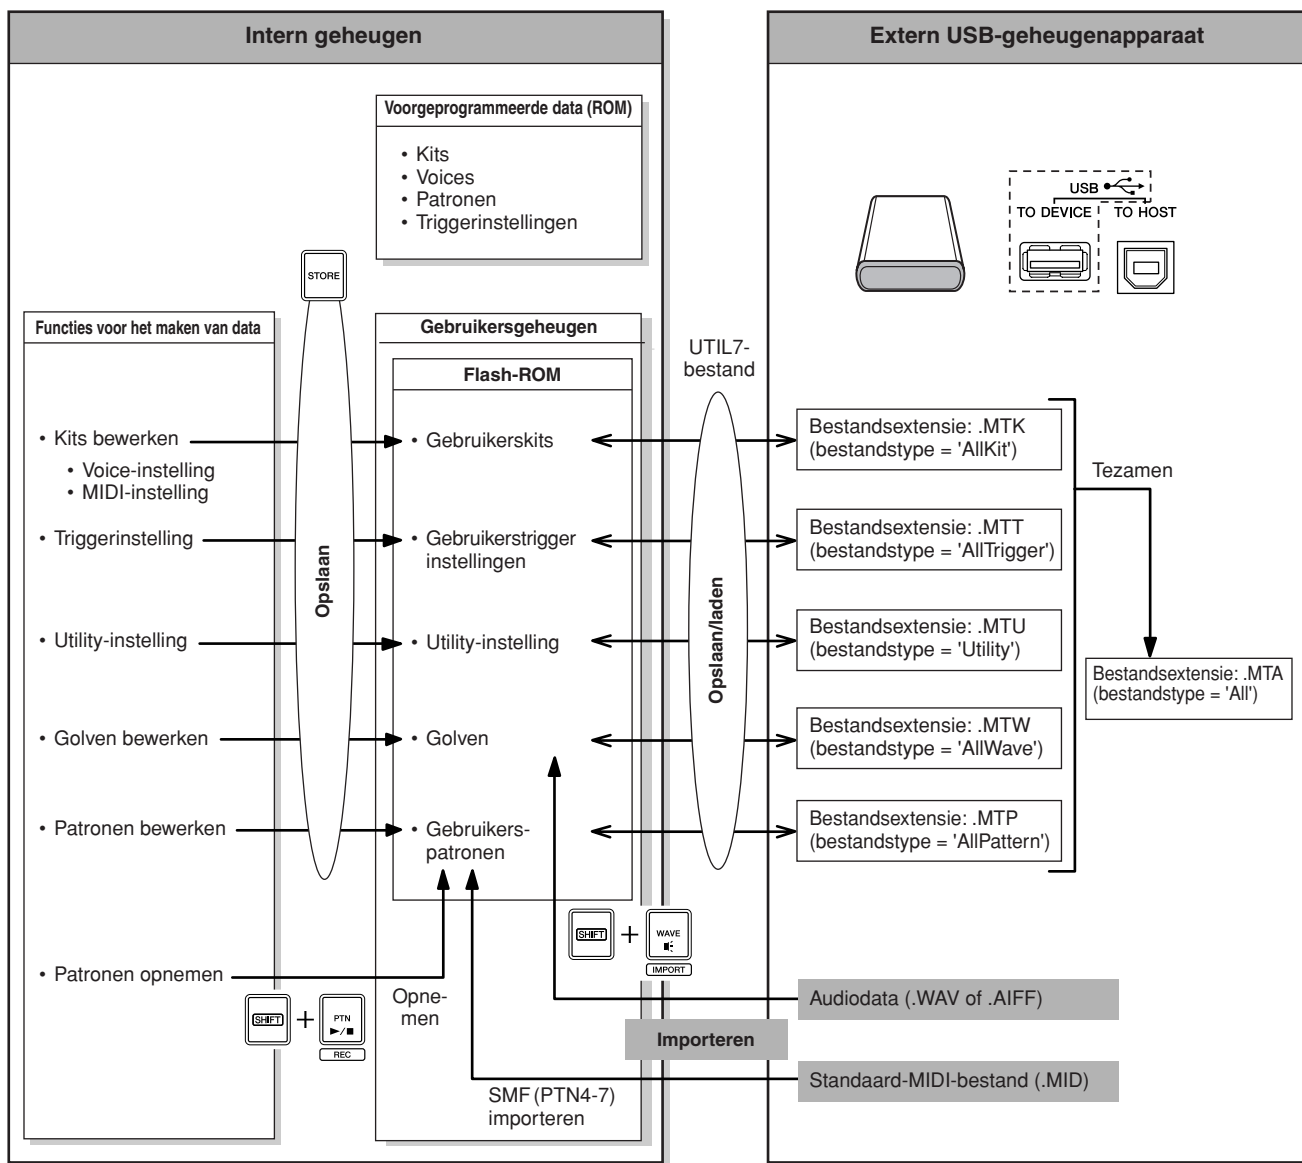 Intern geheugen
Extern USB-geheugenapparaat
Voorgeprogrammeerde data (ROM)
• Kits
• Voices
• Patronen
• Triggerinstellingen
USB
TO DEVICE
TO HOST
STORE
Functies voor het maken van data
Gebruikersgeheugen
Flash-ROM
UTIL7-
bestand
• Kits bewerken
• Voice-instelling
• MIDI-instelling
• Triggerinstelling
• Utility-instelling
• Golven bewerken
• Patronen bewerken
• Patronen opnemen
Opslaan
• Gebruikerskits
• Gebruikerstrigger
instellingen
• Utility-instelling
• Golven
• Gebruikers-
patronen
Opslaan/laden
Bestandsextensie: .MTK
(bestandstype = 'AllKit')
Bestandsextensie: .MTT
(bestandstype = 'AllTrigger')
Bestandsextensie: .MTU
(bestandstype = 'Utility')
Bestandsextensie: .MTW
(bestandstype = 'AllWave')
Bestandsextensie: .MTP
(bestandstype = 'AllPattern')
Tezamen
Bestandsextensie: .MTA
(bestandstype = 'All')
SHIFT
+
WAVE
IMPORT
SHIFT
+
PTN
►/■
REC
Opne-
men
Audiodata (.WAV of .AIFF)
Importeren
Standaard-MIDI-bestand (.MID)
SMF (PTN4-7)
importeren